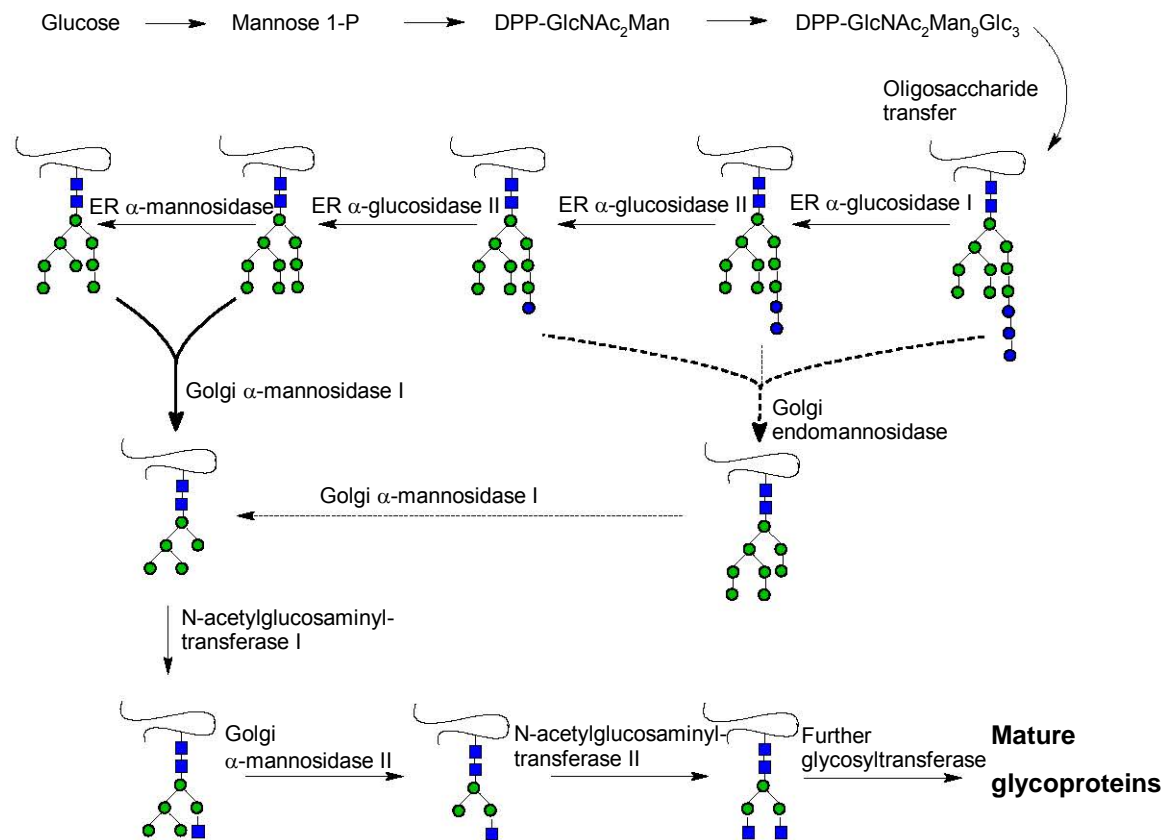 Glucose
Mannose 1-P
DPP-GlcNAc₂Man
DPP-GlcNAc₂Man₉Glc₃
Oligosaccharide
transfer
ER α-mannosidase
ER α-glucosidase II
ER α-glucosidase II
ER α-glucosidase I
Golgi α-mannosidase I
Golgi
endomannosidase
Golgi α-mannosidase I
N-acetylglucosaminyl-
transferase I
Golgi
α-mannosidase II
N-acetylglucosaminyl-
transferase II
Further
glycosyltransferase
Mature
glycoproteins